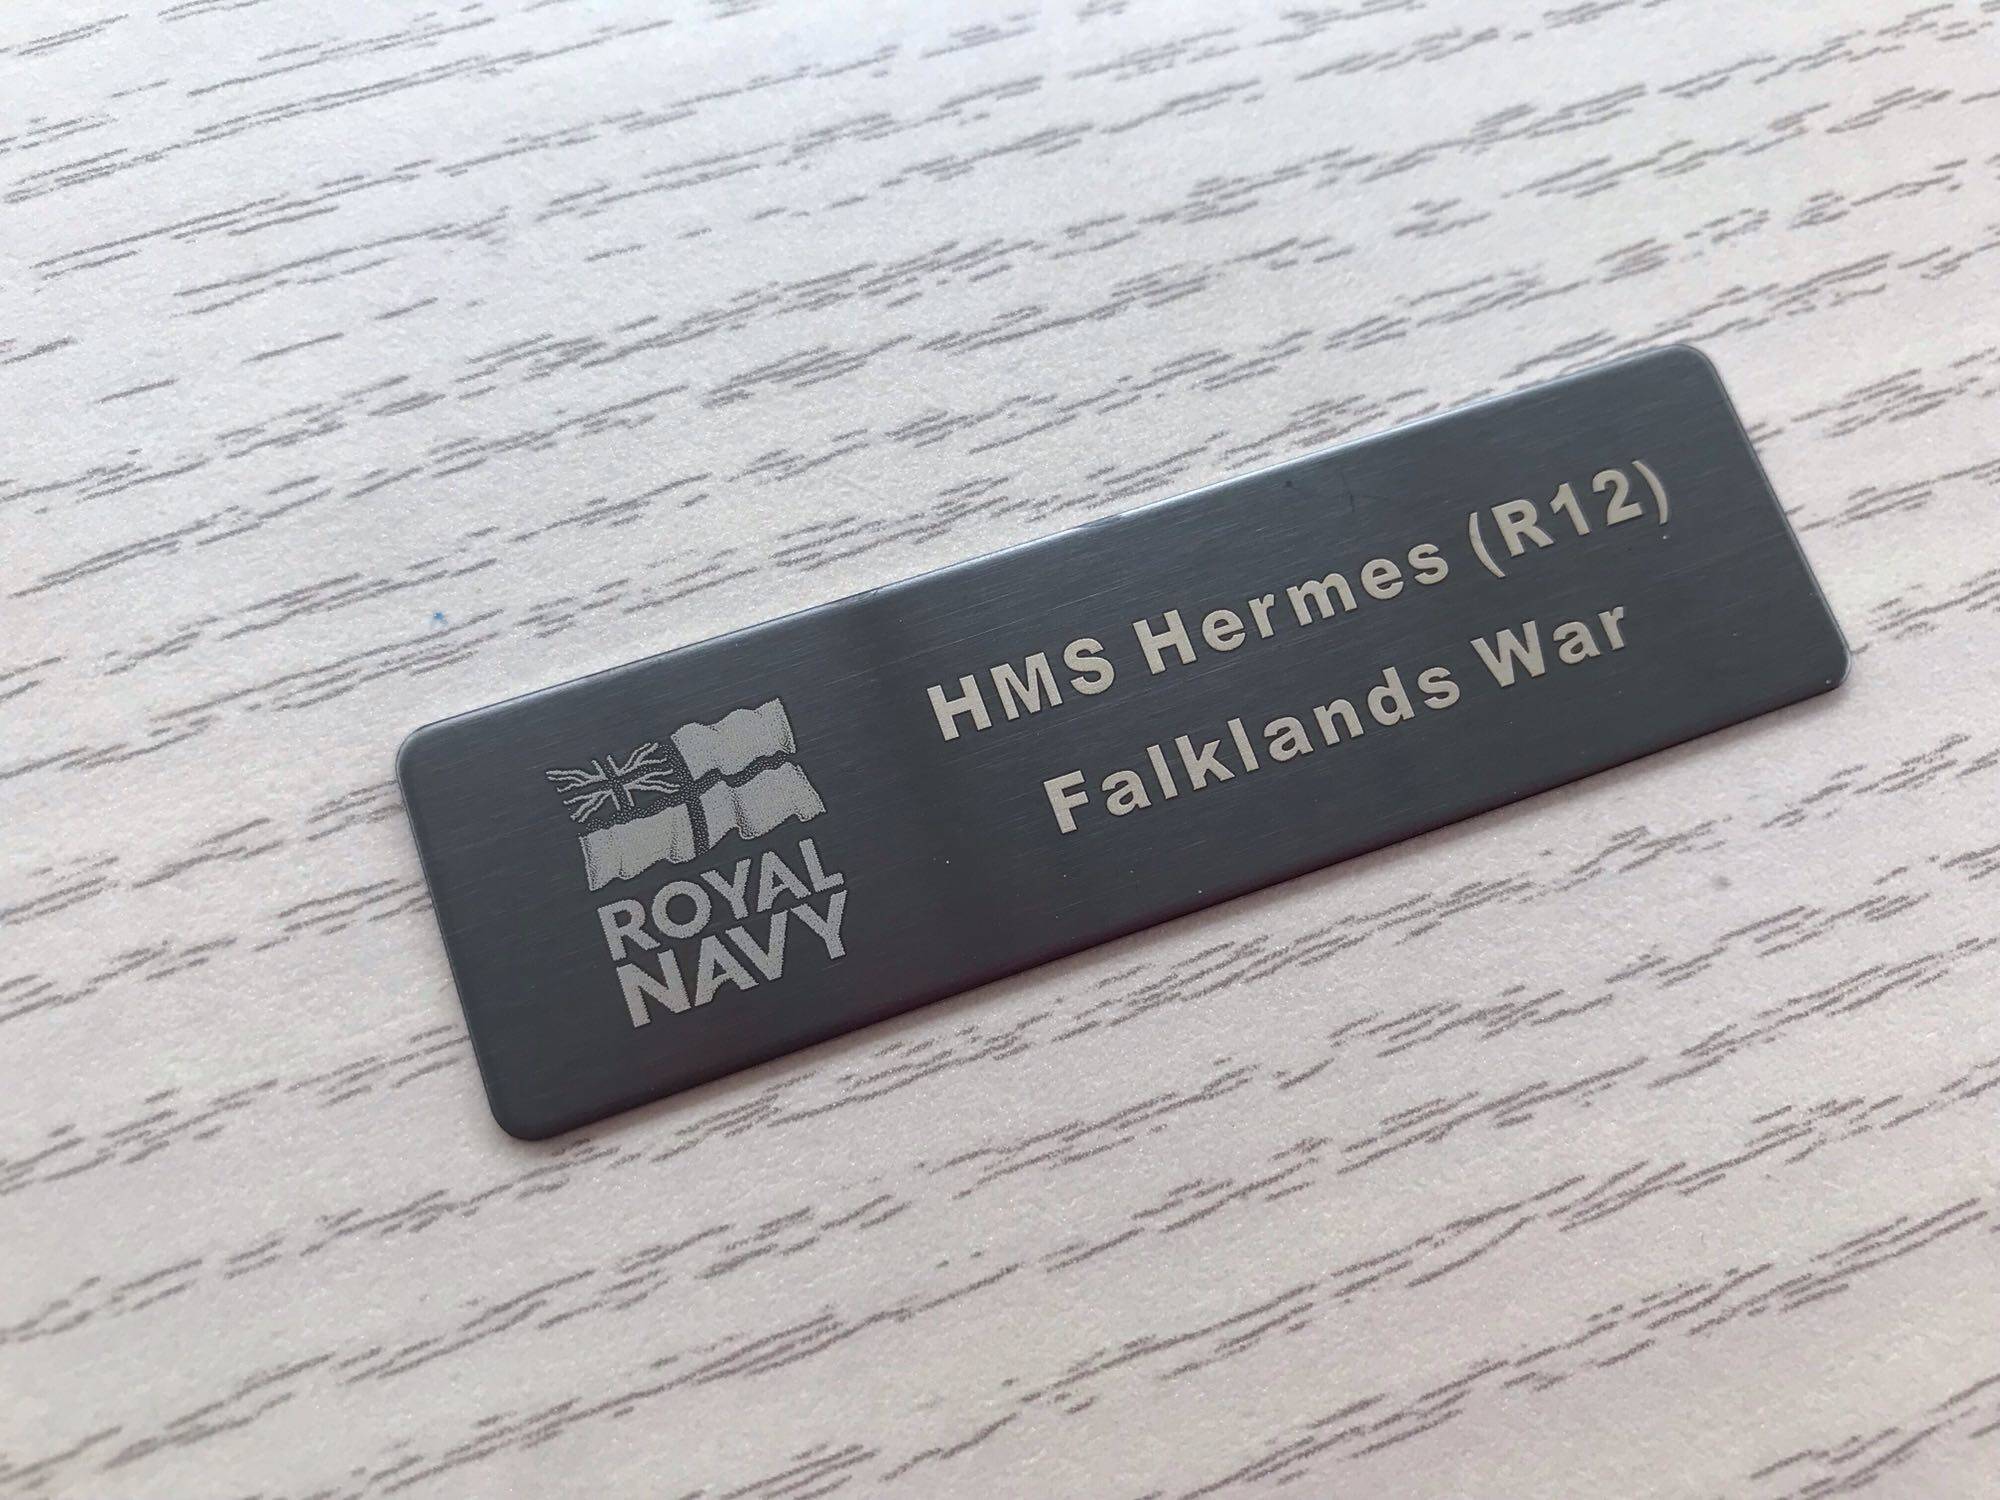 ROYAL
NAVY
HMS Hermes (R12)
Falklands War